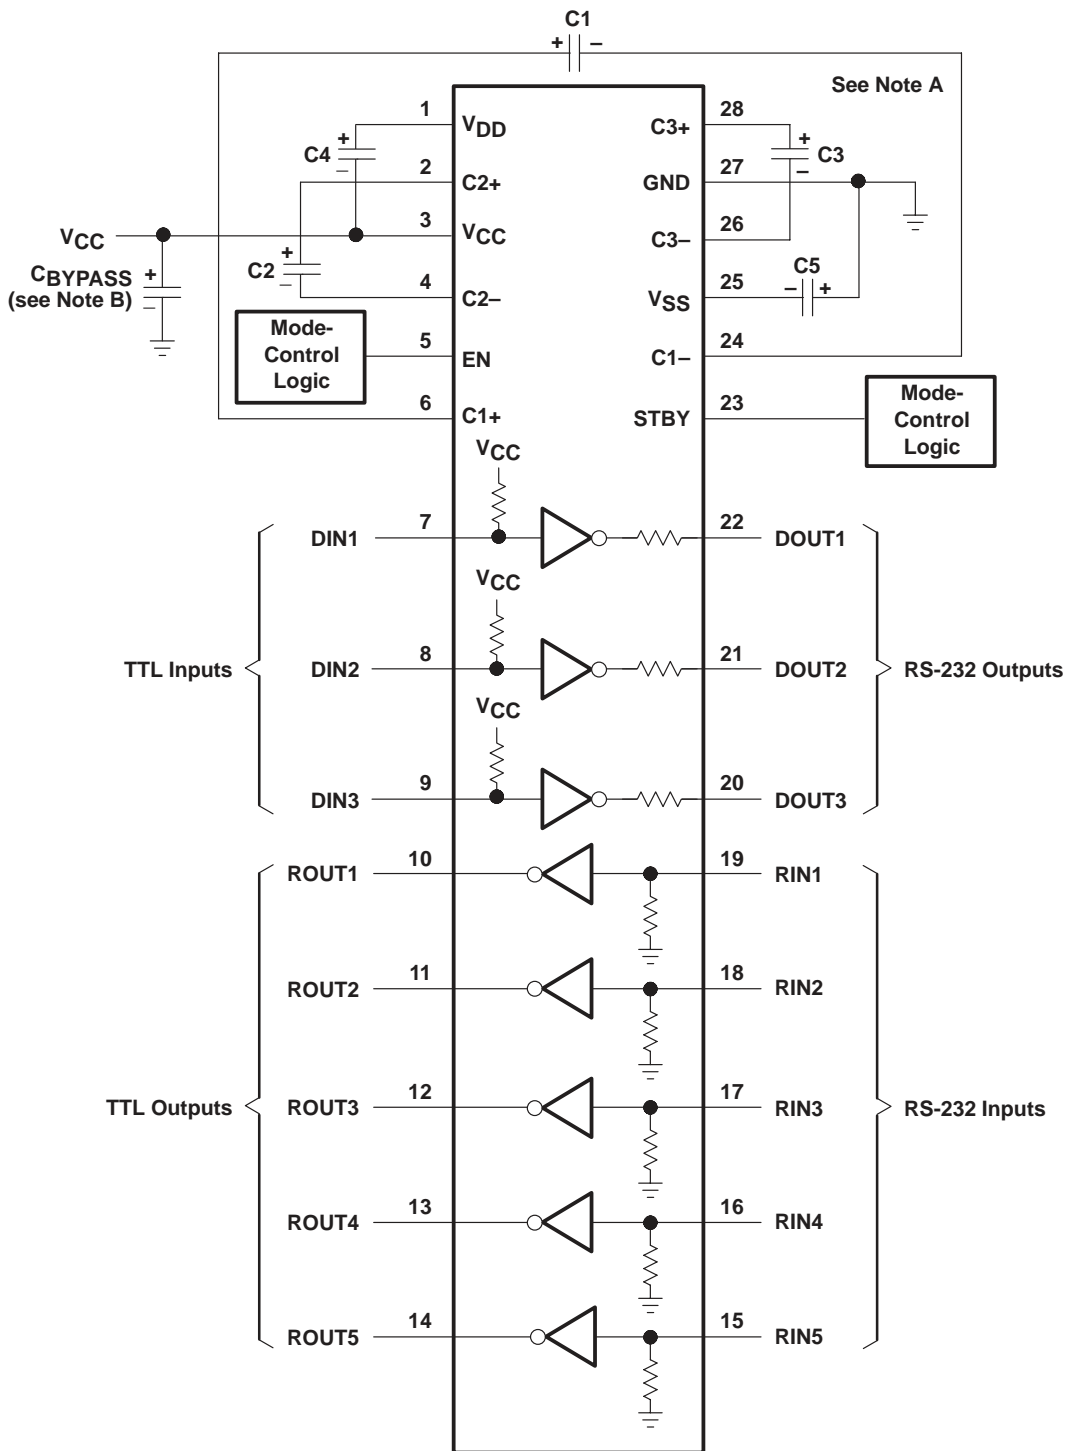 C1
+ –
See Note A
1 VDD C3+ 28
+ C4 –
+ C3 –
2 C2+ GND 27
3 VCC C3– 26
VCC
CBYPASS +
(see Note B) –
+ C2 –
C5
– +
4 C2– VSS 25
Mode-
Control
Logic
5 EN C1– 24
6 C1+ STBY 23
Mode-
Control
Logic
VCC
DIN1 7 22 DOUT1
VCC
TTL Inputs DIN2 8 21 DOUT2 RS-232 Outputs
VCC
DIN3 9 20 DOUT3
ROUT1 10 19 RIN1
ROUT2 11 18 RIN2
TTL Outputs ROUT3 12 17 RIN3 RS-232 Inputs
ROUT4 13 16 RIN4
ROUT5 14 15 RIN5